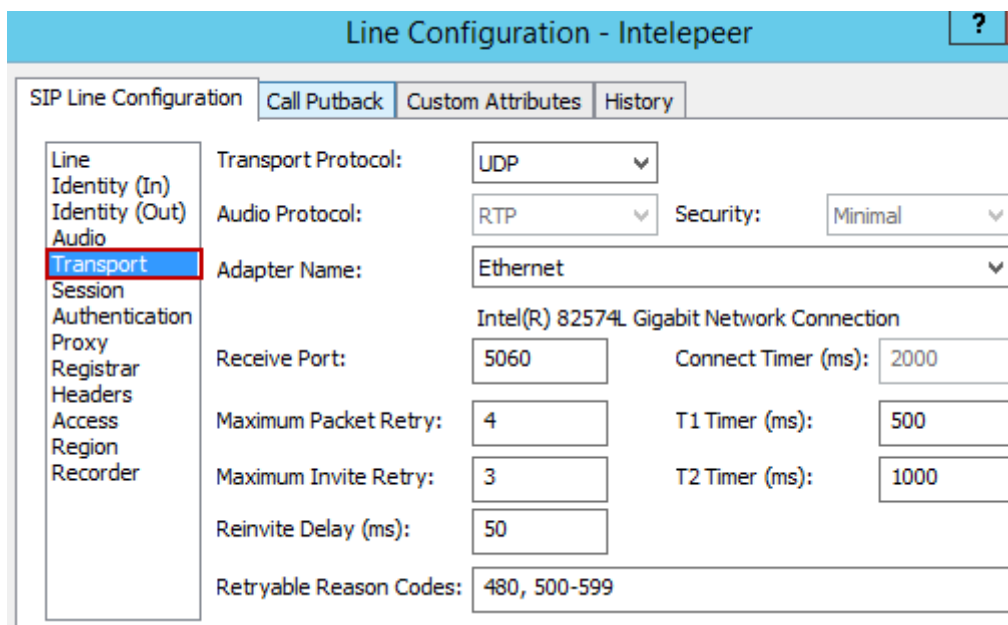 Line Configuration - Intelepeer
?
SIP Line Configuration
Call Putback
Custom Attributes
History
Line
Identity (In)
Identity (Out)
Audio
Transport
Session
Authentication
Proxy
Registrar
Headers
Access
Region
Recorder
Transport Protocol: UDP
Audio Protocol: RTP Security: Minimal
Adapter Name: Ethernet
Intel(R) 82574L Gigabit Network Connection
Receive Port: 5060 Connect Timer (ms): 2000
Maximum Packet Retry: 4 T1 Timer (ms): 500
Maximum Invite Retry: 3 T2 Timer (ms): 1000
Reinvite Delay (ms): 50
Retryable Reason Codes: 480, 500-599